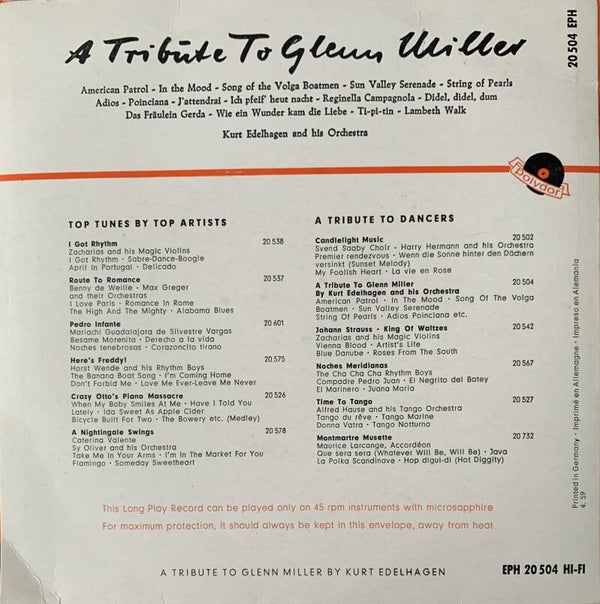 A Tribute To Glenn Miller
20 504 EPH
American Patrol - In the Mood - Song of the Volga Boatmen - Sun Valley Serenade - String of Pearls
Adios - Poinciana - J'attendrai - Ich pfeif' heut nacht - Reginella Campagnola - Didel, didel, dum
Das Fräulein Gerda - Wie ein Wunder kam die Liebe - Ti-pi-tin - Lambeth Walk
Kurt Edelhagen and his Orchestra
Polydor
TOP TUNES BY TOP ARTISTS
I Got Rhythm 20 538
Zacharias and his Magic Violins
I Got Rhythm · Sabre-Dance-Boogie
April In Portugal · Delicado
Route To Romance 20 537
Benny de Weille · Max Greger
and their Orchestras
I Love Paris · Romance In Rome
The High And The Mighty · Alabama Blues
Pedro Infante 20 601
Mariachi Guadalajara de Silvestre Vargas
Besame Morenita · Derecho a la vida
Noches tenebrosas · Corazoncito tirano
Here's Freddy! 20 575
Horst Wende and his Rhythm Boys
The Banana Boat Song · I'm Coming Home
Don't Forbid Me · Love Me Ever-Leave Me Never
Crazy Otto's Piano Massacre 20 526
When My Baby Smiles At Me · Have I Told You
Lately · Ida Sweet As Apple Cider
Bicycle Built For Two · The Bowery etc. (Medley)
A Nightingale Swings 20 578
Caterina Valente
Sy Oliver and his Orchestra
Take Me In Your Arms · I'm In The Market For You
Flamingo · Someday Sweetheart
A TRIBUTE TO DANCERS
Candlelight Music 20 502
Svend Saaby Choir · Harry Hermann and his Orchestra
Premier rendezvous · Wenn die Sonne hinter den Dächern
versinkt (Sunset Melody)
My Foolish Heart · La vie en Rose
A Tribute To Glenn Miller 20 504
By Kurt Edelhagen and his Orchestra
American Patrol · In The Mood · Song Of The Volga
Boatmen · Sun Valley Serenade
String Of Pearls · Adios Poinciana etc.
Johann Strauss · King Of Waltzes 20 542
Zacharias and his Magic Violins
Vienna Blood · Artist's Life
Blue Danube · Roses From The South
Noches Meridianas 20 567
The Cha Cha Cha Rhythm Boys
Compadre Pedro Juan · El Negrito del Batey
El Marinero · Juana Maria
Time To Tango 20 527
Alfred Hause and his Tango Orchestra
Tango du rêve · Tango Marine
Donna Vatra · Tango Notturno
Montmartre Musette 20 732
Maurice Larcange, Accordéon
Que sera sera (Whatever Will Be, Will Be) · Java
La Polka Scandinave · Hop digui-di (Hot Diggity)
Printed in Germany · Imprimé en Allemagne · Impreso en Alemania
4. 59
This Long Play Record can be played only on 45 rpm instruments with microsapphire
For maximum protection, it should always be kept in this envelope, away from heat
A TRIBUTE TO GLENN MILLER BY KURT EDELHAGEN
EPH 20 504 HI-FI